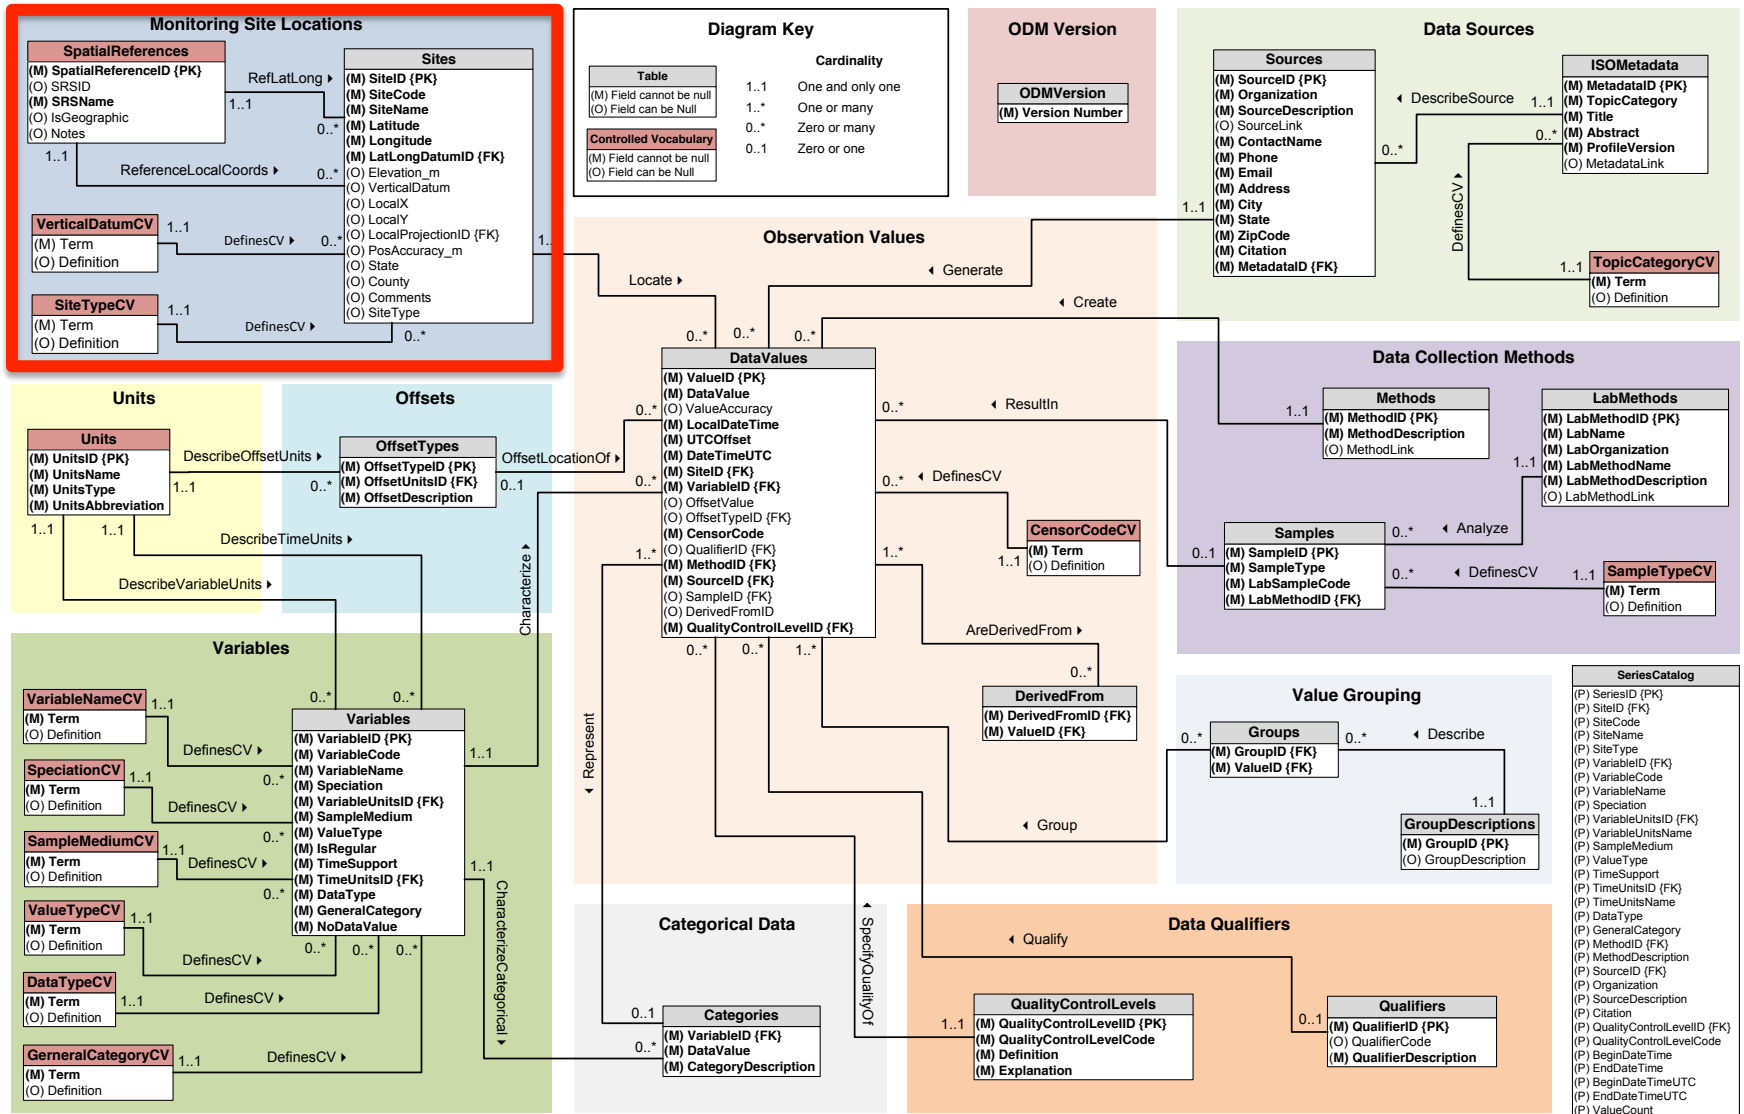 Monitoring Site Locations
SpatialReferences
(M) SpatialReferenceID {PK}
(O) SRSID
(M) SRSName
(O) IsGeographic
(O) Notes
RefLatLong
1..1
0..*
1..1
ReferenceLocalCoords
0..*
VerticalDatumCV
(M) Term
(O) Definition
1..1
DefinesCV
0..*
SiteTypeCV
(M) Term
(O) Definition
1..1
DefinesCV
0..*
Sites
(M) SiteID {PK}
(M) SiteCode
(M) SiteName
(M) Latitude
(M) Longitude
(M) LatLongDatumID {FK}
(O) Elevation_m
(O) VerticalDatum
(O) LocalX
(O) LocalY
(O) LocalProjectionID {FK}
(O) PosAccuracy_m
(O) State
(O) County
(O) Comments
(O) SiteType
Diagram Key
Table
(M) Field cannot be null
(O) Field can be Null
Controlled Vocabulary
(M) Field cannot be null
(O) Field can be Null
Cardinality
1..1 One and only one
1..* One or many
0..* Zero or many
0..1 Zero or one
ODM Version
ODMVersion
(M) Version Number
Data Sources
Sources
(M) SourceID {PK}
(M) Organization
(M) SourceDescription
(O) SourceLink
(M) ContactName
(M) Phone
(M) Email
(M) Address
(M) City
(M) State
(M) ZipCode
(M) Citation
(M) MetadataID {FK}
DescribeSource
1..1
0..*
0..*
ISOMetadata
(M) MetadataID {PK}
(M) TopicCategory
(M) Title
(M) Abstract
(M) ProfileVersion
(O) MetadataLink
DefinesCV
1..1
TopicCategoryCV
(M) Term
(O) Definition
1..1
Observation Values
1..
Locate
Generate
Create
0..*
0..*
0..*
DataValues
(M) ValueID {PK}
(M) DataValue
(O) ValueAccuracy
(M) LocalDateTime
(M) UTCOffset
(M) DateTimeUTC
(M) SiteID {FK}
(M) VariableID {FK}
(O) OffsetValue
(O) OffsetTypeID {FK}
(M) CensorCode
(O) QualifierID {FK}
(M) MethodID {FK}
(M) SourceID {FK}
(O) SampleID {FK}
(O) DerivedFromID
(M) QualityControlLevelID {FK}
0..*
0..*
1..*
0..*
ResultIn
0..*
DefinesCV
1..*
0..*
0..*
1..*
CensorCodeCV
(M) Term
(O) Definition
1..1
AreDerivedFrom
0..*
DerivedFrom
(M) DerivedFromID {FK}
(M) ValueID {FK}
Represent
Group
Data Collection Methods
Methods
(M) MethodID {PK}
(M) MethodDescription
(O) MethodLink
1..1
LabMethods
(M) LabMethodID {PK}
(M) LabName
(M) LabOrganization
(M) LabMethodName
(M) LabMethodDescription
(O) LabMethodLink
1..1
Samples
(M) SampleID {PK}
(M) SampleType
(M) LabSampleCode
(M) LabMethodID {FK}
0..1
0..*
Analyze
0..*
DefinesCV
1..1
SampleTypeCV
(M) Term
(O) Definition
Units
Units
(M) UnitsID {PK}
(M) UnitsName
(M) UnitsType
(M) UnitsAbbreviation
DescribeOffsetUnits
1..1
0..*
1..1
1..1
DescribeTimeUnits
DescribeVariableUnits
Offsets
OffsetTypes
(M) OffsetTypeID {PK}
(M) OffsetUnitsID {FK}
(M) OffsetDescription
OffsetLocationOf
0..1
Characterize
Variables
VariableNameCV
(M) Term
(O) Definition
1..1
DefinesCV
0..*
SpeciationCV
(M) Term
(O) Definition
1..1
DefinesCV
0..*
SampleMediumCV
(M) Term
(O) Definition
1..1
DefinesCV
0..*
ValueTypeCV
(M) Term
(O) Definition
1..1
DefinesCV
DataTypeCV
(M) Term
(O) Definition
1..1
DefinesCV
GerneralCategoryCV
(M) Term
(O) Definition
1..1
DefinesCV
0..*
0..*
Variables
(M) VariableID {PK}
(M) VariableCode
(M) VariableName
(M) Speciation
(M) VariableUnitsID {FK}
(M) SampleMedium
(M) ValueType
(M) IsRegular
(M) TimeSupport
(M) TimeUnitsID {FK}
(M) DataType
(M) GeneralCategory
(M) NoDataValue
0..*
0..*
0..*
1..1
1..1
CharacterizeCategorical
Categorical Data
0..1
0..*
Categories
(M) VariableID {FK}
(M) DataValue
(M) CategoryDescription
SpecifyQualityOf
Data Qualifiers
Qualify
1..1
QualityControlLevels
(M) QualityControlLevelID {PK}
(M) QualityControlLevelCode
(M) Definition
(M) Explanation
0..1
Qualifiers
(M) QualifierID {PK}
(O) QualifierCode
(M) QualifierDescription
Value Grouping
0..*
Groups
(M) GroupID {FK}
(M) ValueID {FK}
0..*
Describe
1..1
GroupDescriptions
(M) GroupID {PK}
(O) GroupDescription
SeriesCatalog
(P) SeriesID {PK}
(P) SiteID {FK}
(P) SiteCode
(P) SiteName
(P) SiteType
(P) VariableID {FK}
(P) VariableCode
(P) VariableName
(P) Speciation
(P) VariableUnitsID {FK}
(P) VariableUnitsName
(P) SampleMedium
(P) ValueType
(P) TimeSupport
(P) TimeUnitsID {FK}
(P) TimeUnitsName
(P) DataType
(P) GeneralCategory
(P) MethodID {FK}
(P) MethodDescription
(P) SourceID {FK}
(P) Organization
(P) SourceDescription
(P) Citation
(P) QualityControlLevelID {FK}
(P) QualityControlLevelCode
(P) BeginDateTime
(P) EndDateTime
(P) BeginDateTimeUTC
(P) EndDateTimeUTC
(P) ValueCount